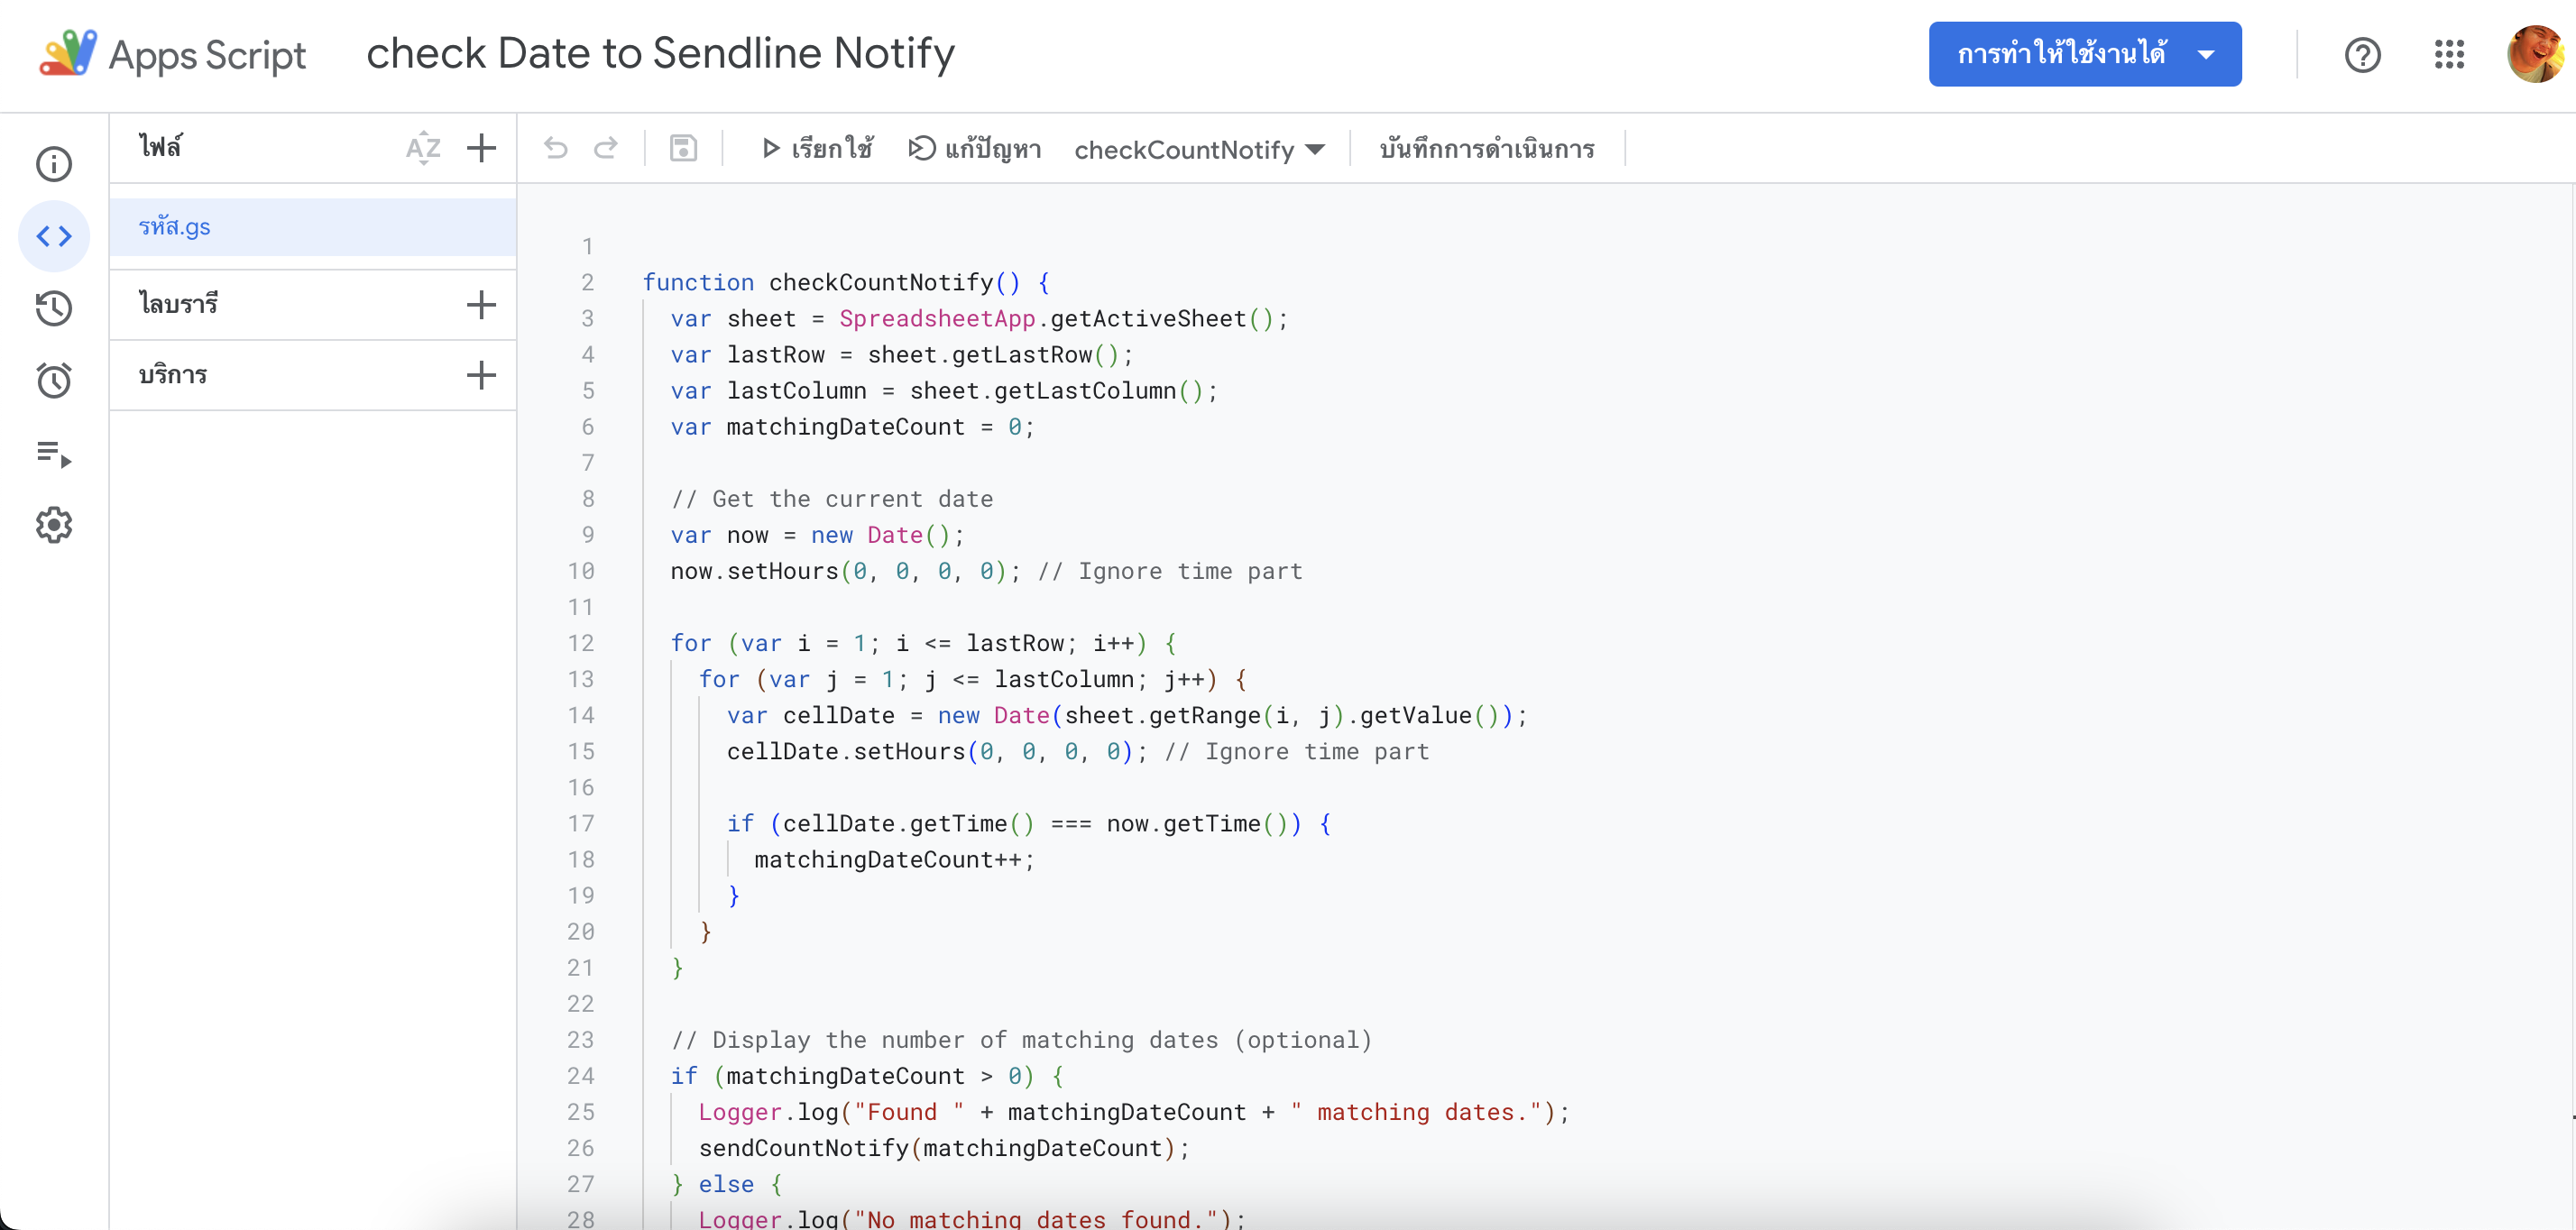 Apps Script
check Date to Sendline Notify
การทำให้ใช้งานได้
ไฟล์
AZ
เรียกใช้
แก้ปัญหา
checkCountNotify
บันทึกการดำเนินการ
รหัส.gs
ไลบรารี
บริการ
1
2 function checkCountNotify() {
3 var sheet = SpreadsheetApp.getActiveSheet();
4 var lastRow = sheet.getLastRow();
5 var lastColumn = sheet.getLastColumn();
6 var matchingDateCount = 0;
7
8 // Get the current date
9 var now = new Date();
10 now.setHours(0, 0, 0, 0); // Ignore time part
11
12 for (var i = 1; i <= lastRow; i++) {
13 for (var j = 1; j <= lastColumn; j++) {
14 var cellDate = new Date(sheet.getRange(i, j).getValue());
15 cellDate.setHours(0, 0, 0, 0); // Ignore time part
16
17 if (cellDate.getTime() === now.getTime()) {
18 matchingDateCount++;
19 }
20 }
21 }
22
23 // Display the number of matching dates (optional)
24 if (matchingDateCount > 0) {
25 Logger.log("Found " + matchingDateCount + " matching dates.");
26 sendCountNotify(matchingDateCount);
27 } else {
28 Logger.log("No matching dates found.");